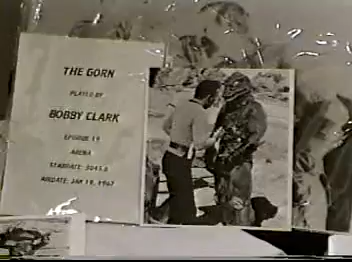 THE GORN
PLAYED BY
BOBBY CLARK
EPISODE 19
ARENA
STARDATE: 3045.6
AIRDATE: JAN 19, 1967